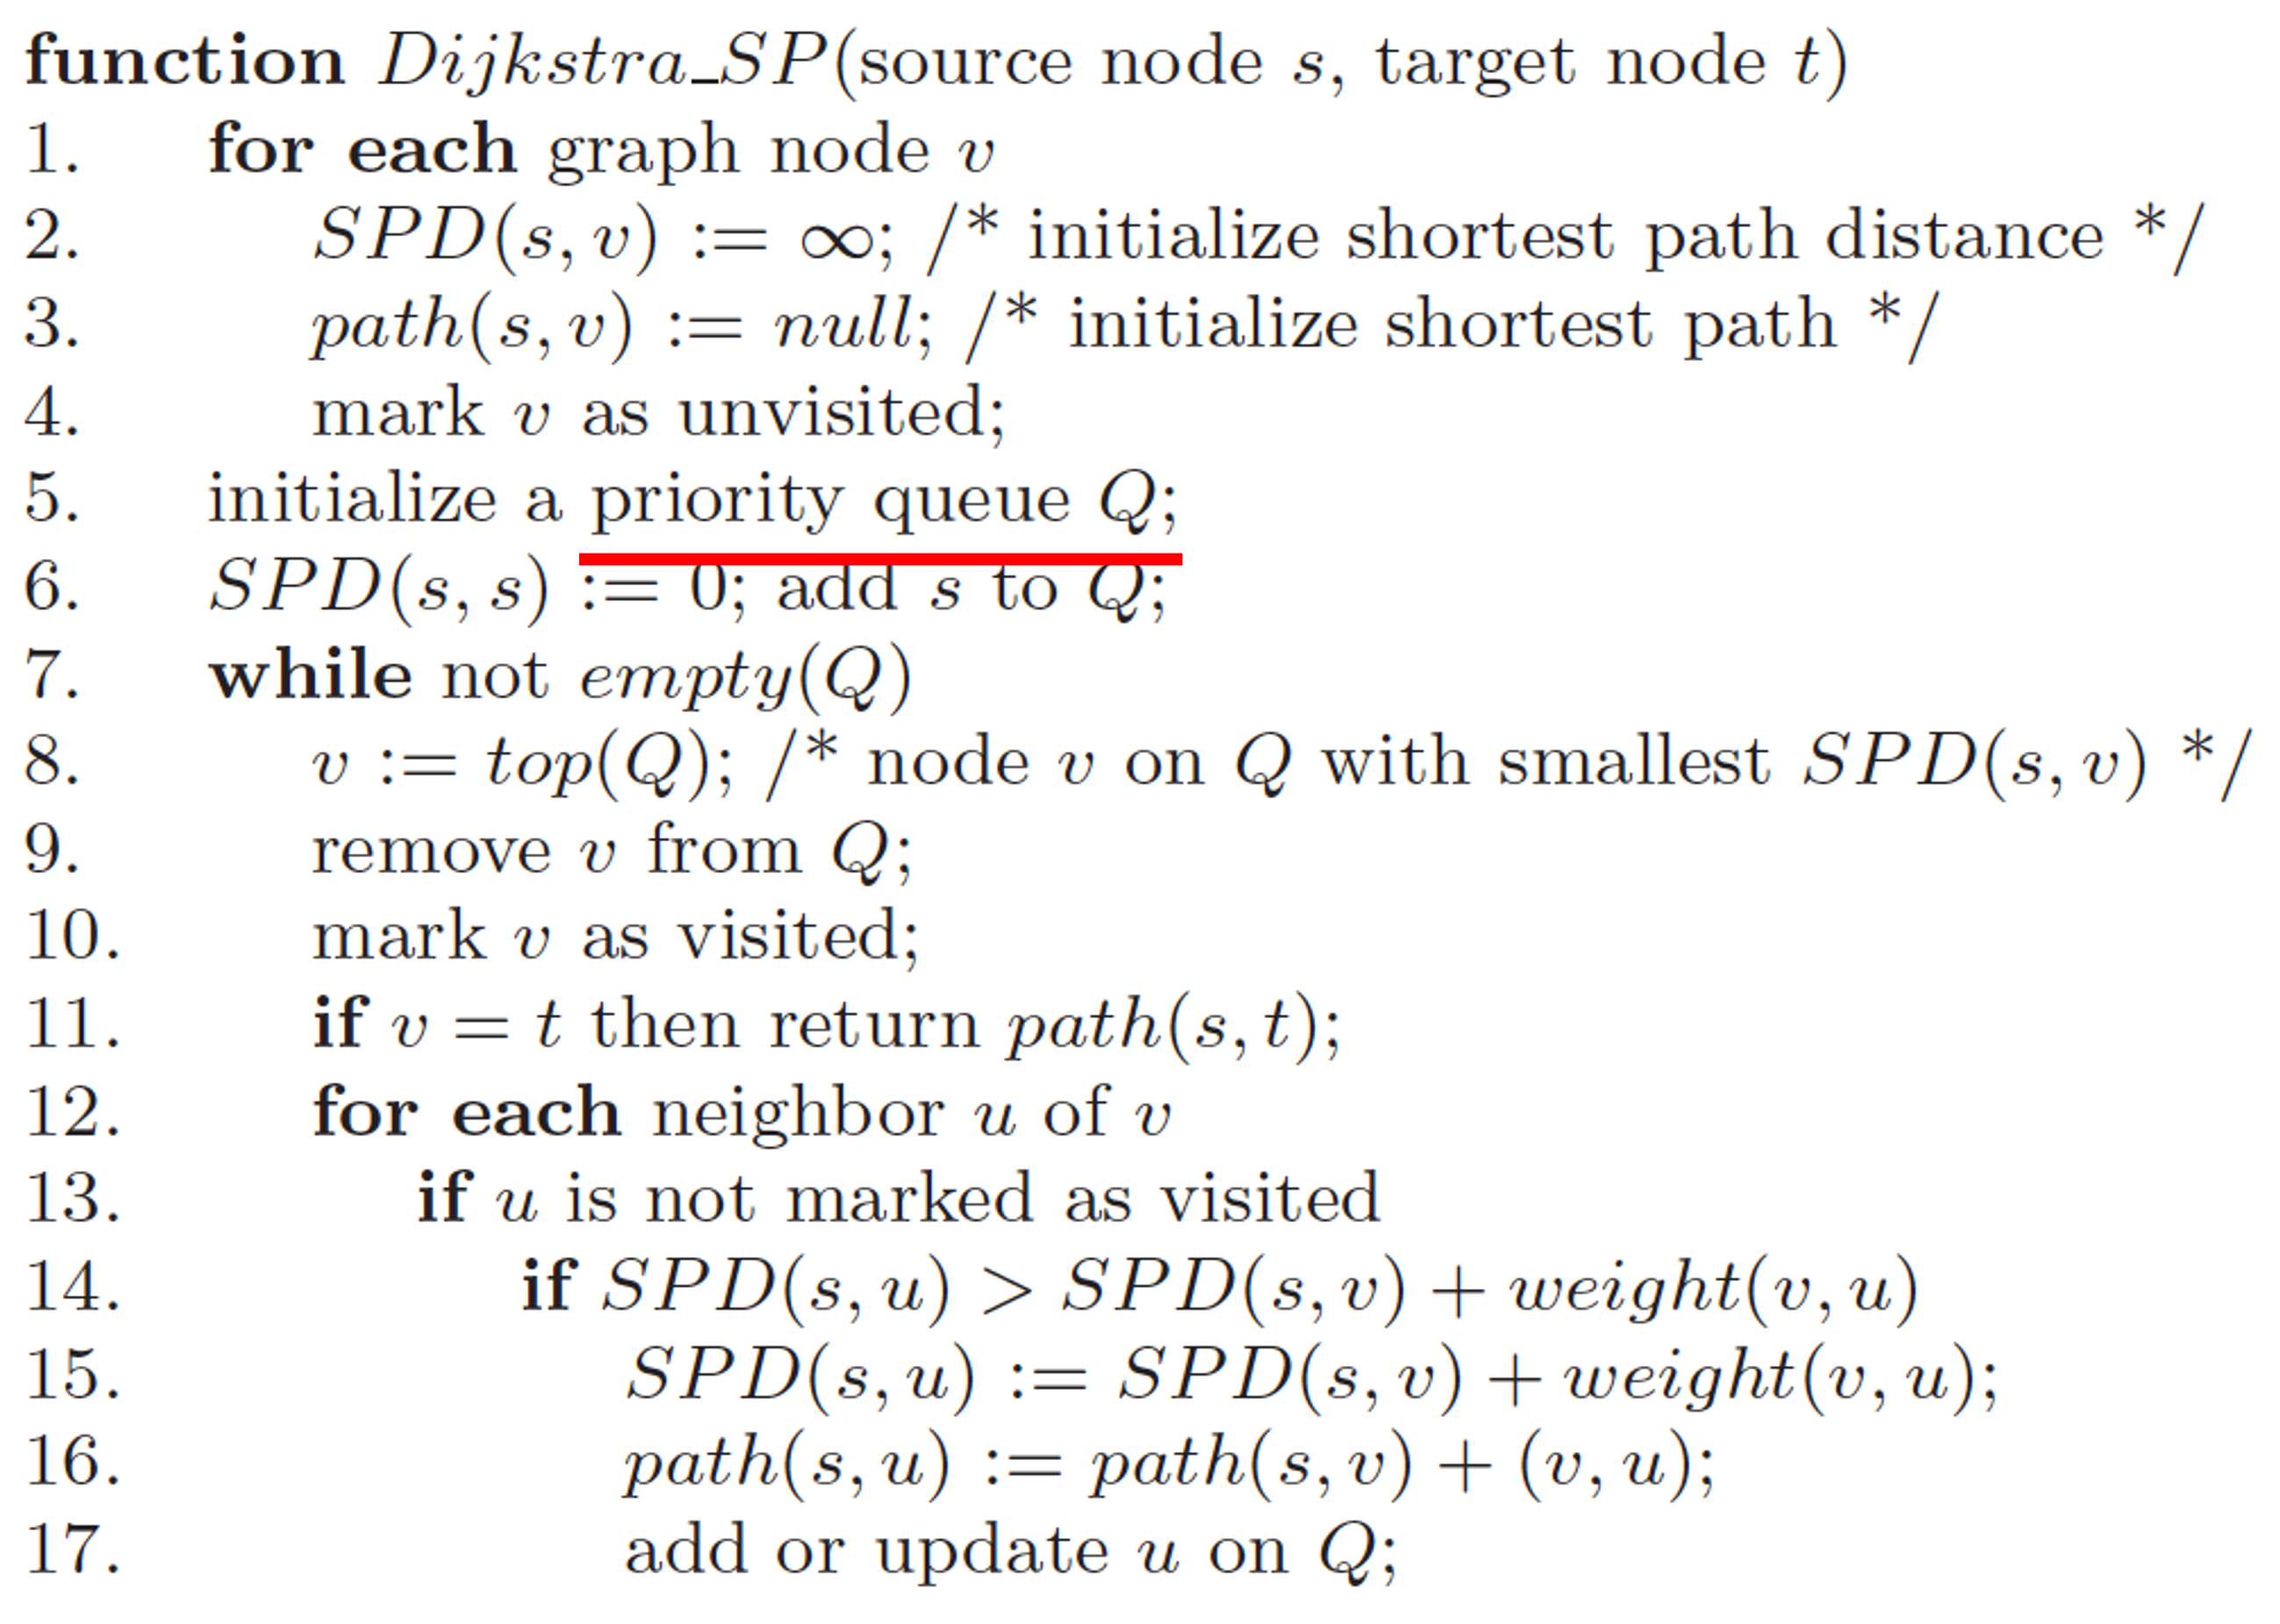 function Dijkstra_SP(source node s, target node t)
1. for each graph node v
2. SPD(s, v) := ∞; /* initialize shortest path distance */
3. path(s, v) := null; /* initialize shortest path */
4. mark v as unvisited;
5. initialize a priority queue Q;
6. SPD(s, s) := 0; add s to Q;
7. while not empty(Q)
8. v := top(Q); /* node v on Q with smallest SPD(s, v) */
9. remove v from Q;
10. mark v as visited;
11. if v = t then return path(s, t);
12. for each neighbor u of v
13. if u is not marked as visited
14. if SPD(s, u) > SPD(s, v) + weight(v, u)
15. SPD(s, u) := SPD(s, v) + weight(v, u);
16. path(s, u) := path(s, v) + (v, u);
17. add or update u on Q;